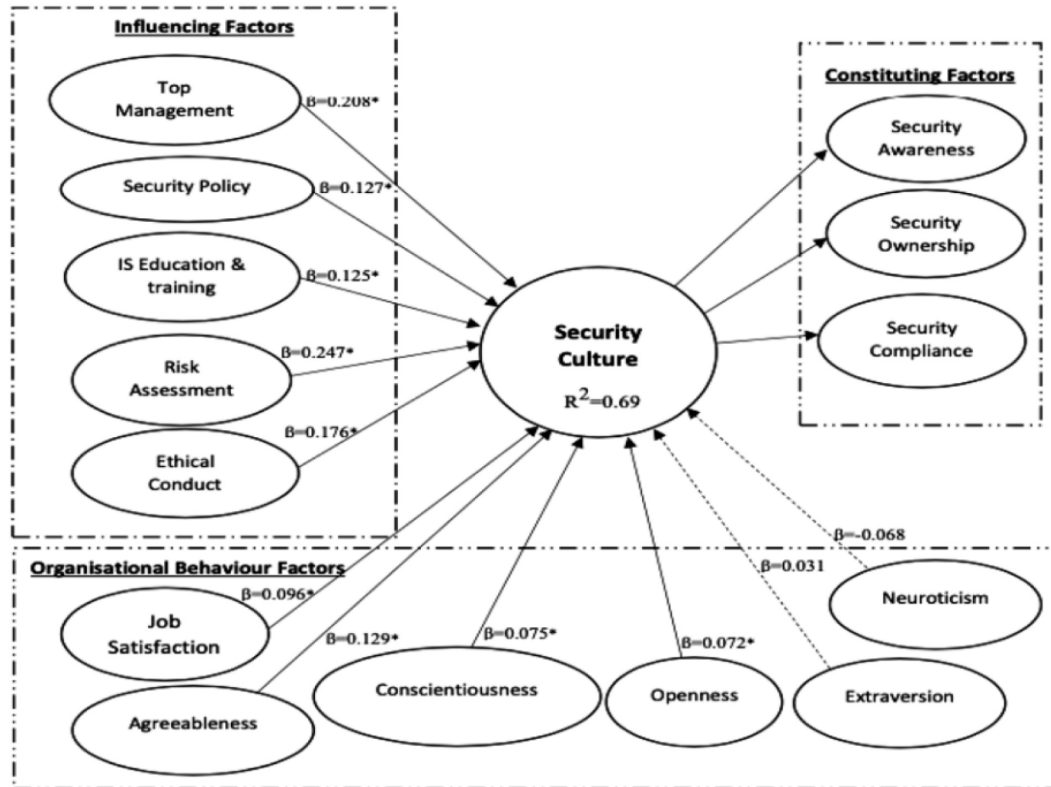 Influencing Factors
Top
Management
β=0.208*
Security Policy
β=0.127*
IS Education &
training
β=0.125*
Risk
Assessment
β=0.247*
Ethical
Conduct
β=0.176*
Security
Culture
R²=0.69
Constituting Factors
Security
Awareness
Security
Ownership
Security
Compliance
Organisational Behaviour Factors
Job
Satisfaction
β=0.096*
Agreeableness
β=0.129*
Conscientiousness
β=0.075*
Openness
β=0.072*
Extraversion
β=0.031
Neuroticism
β=-0.068